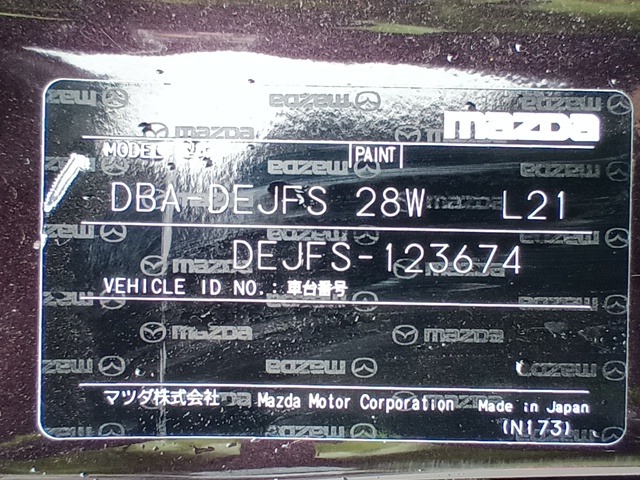 mazda
MODEL
PAINT
DBA-DEJFS 28W L21
DEJFS-123674
VEHICLE ID NO.: 車台番号
マツダ株式会社 Mazda Motor Corporation Made in Japan
(N173)